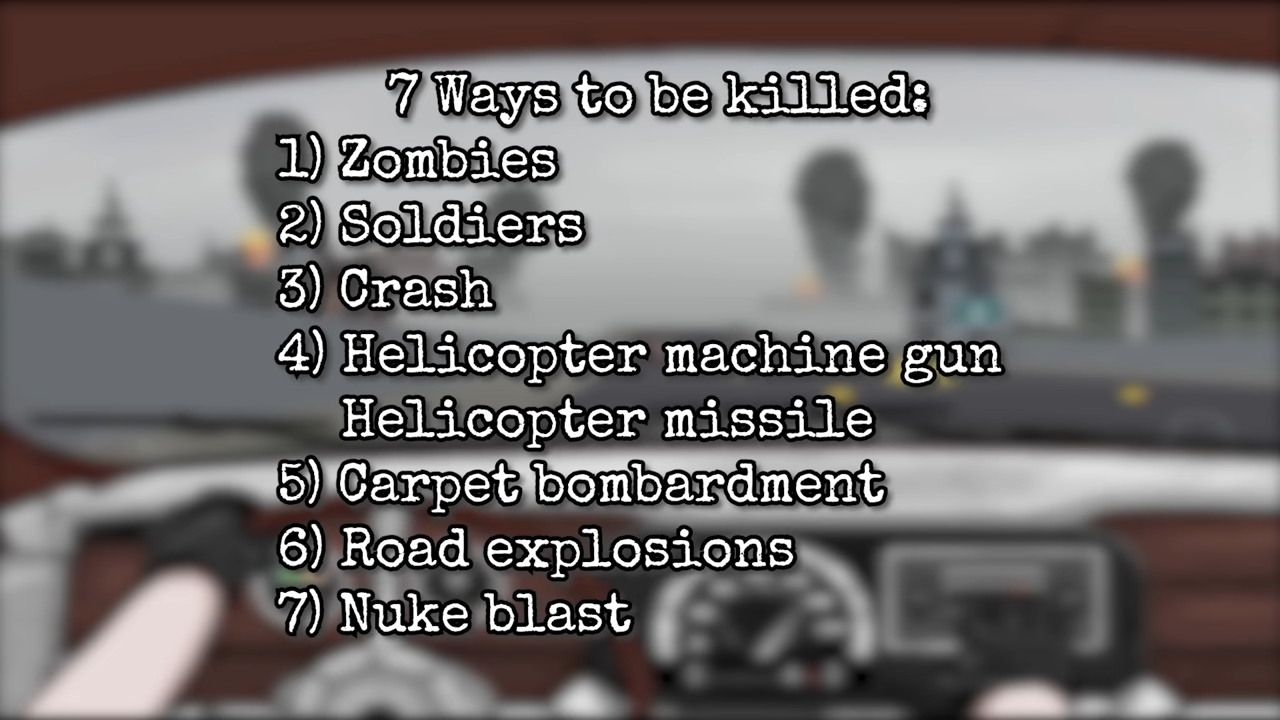 7 Ways to be killed:
1) Zombies
2) Soldiers
3) Crash
4) Helicopter machine gun
Helicopter missile
5) Carpet bombardment
6) Road explosions
7) Nuke blast